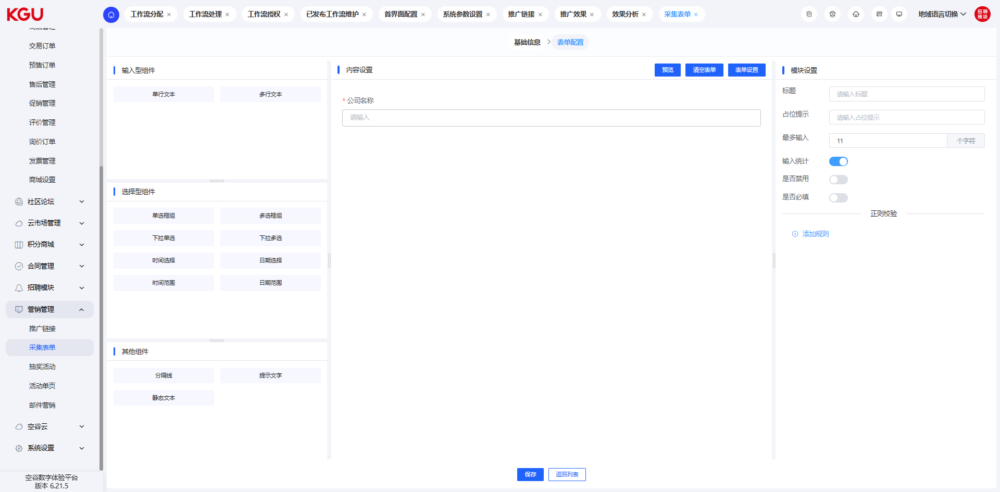 KGU
工作流分配 ×
工作流处理 ×
工作流授权 ×
已发布工作流维护 ×
首界面配置 ×
系统参数设置 ×
推广链接 ×
推广效果 ×
效果分析 ×
采集表单 ×
地域语言切换
招聘
模块
交易订单
预售订单
售后管理
促销管理
评价管理
询价订单
发票管理
商城设置
社区论坛
云市场管理
积分商城
合同管理
招聘模块
营销管理
推广链接
采集表单
抽奖活动
活动单页
邮件营销
空谷云
系统设置
空谷数字体验平台
版本 6.21.5
基础信息 > 表单配置
输入型组件
单行文本
多行文本
选择型组件
单选框组
多选框组
下拉单选
下拉多选
时间选择
日期选择
时间范围
日期范围
其他组件
分隔线
提示文字
静态文本
内容设置
预览
清空表单
表单设置
* 公司名称
请输入
模块设置
标题
请输入标题
占位提示
请输入占位提示
最多输入
11
个字符
输入统计
是否禁用
是否必填
正则校验
添加规则
保存
返回列表